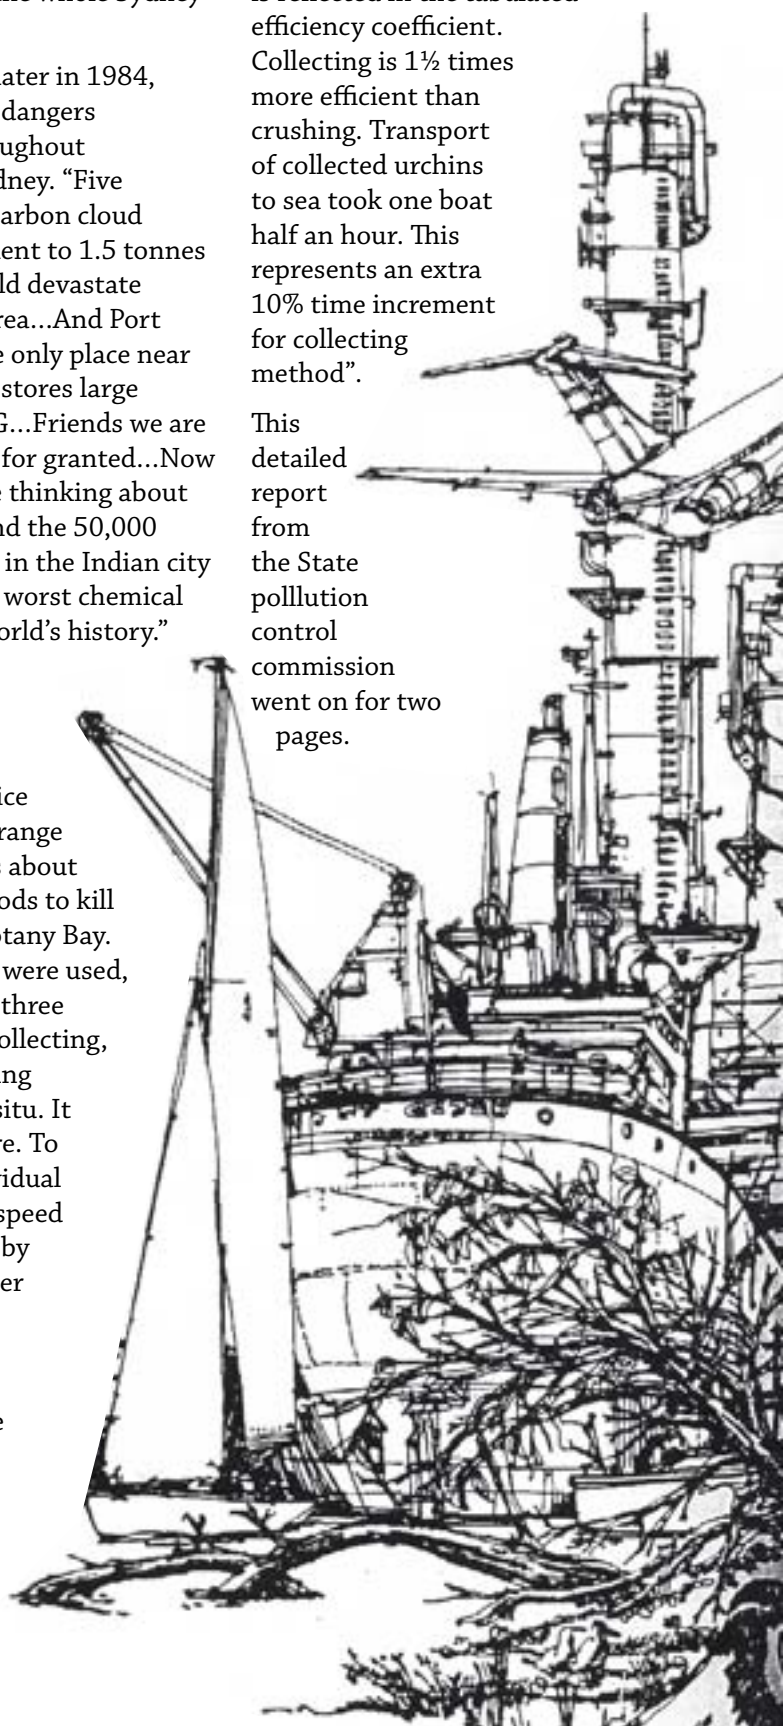 whole Sydney
ater in 1984,
dangers
ughout
dney. “Five
arbon cloud
ent to 1.5 tonnes
ld devastate
rea…And Port
e only place near
stores large
G…Friends we are
for granted…Now
e thinking about
nd the 50,000
in the Indian city
worst chemical
orld’s history.”
ice
range
s about
ods to kill
otany Bay.
were used,
three
ollecting,
ng
situ. It
re. To
vidual
speed
by
er
e
is reflected in the tabulated
efficiency coefficient.
Collecting is 1½ times
more efficient than
crushing. Transport
of collected urchins
to sea took one boat
half an hour. This
represents an extra
10% time increment
for collecting
method”.
This
detailed
report
from
the State
polllution
control
commission
went on for two
pages.